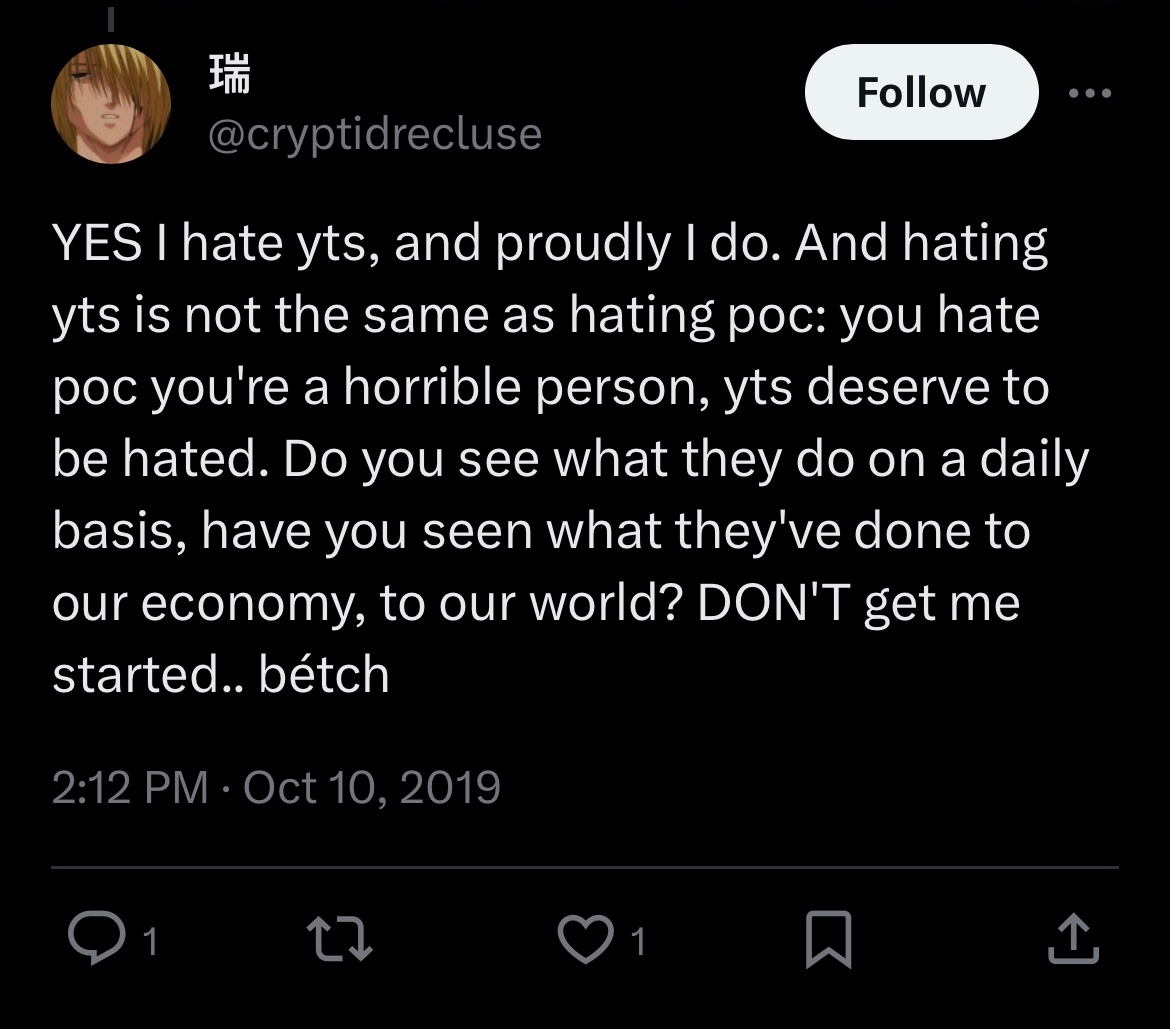 瑞
@cryptidrecluse
Follow
YES I hate yts, and proudly I do. And hating
yts is not the same as hating poc: you hate
poc you're a horrible person, yts deserve to
be hated. Do you see what they do on a daily
basis, have you seen what they've done to
our economy, to our world? DON'T get me
started.. bétch
2:12 PM · Oct 10, 2019
1
1